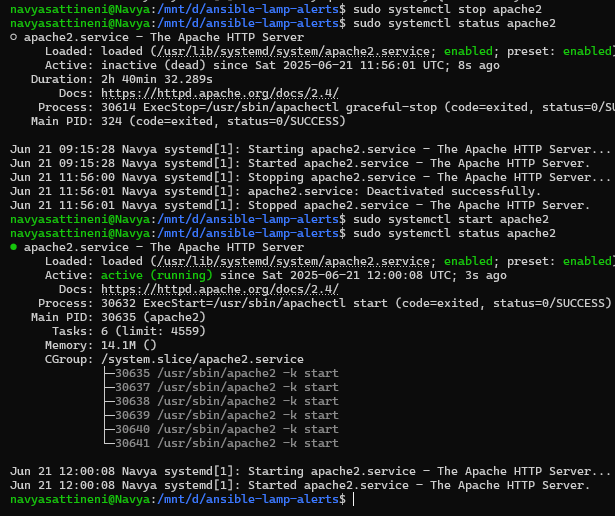 navyasattineni@Navya:/mnt/d/ansible-lamp-alerts$ sudo systemctl stop apache2
navyasattineni@Navya:/mnt/d/ansible-lamp-alerts$ sudo systemctl status apache2
○ apache2.service - The Apache HTTP Server
     Loaded: loaded (/usr/lib/systemd/system/apache2.service; enabled; preset: enabled
     Active: inactive (dead) since Sat 2025-06-21 11:56:01 UTC; 8s ago
   Duration: 2h 40min 32.289s
       Docs: https://httpd.apache.org/docs/2.4/
    Process: 30614 ExecStop=/usr/sbin/apachectl graceful-stop (code=exited, status=0/SU
   Main PID: 324 (code=exited, status=0/SUCCESS)
Jun 21 09:15:28 Navya systemd[1]: Starting apache2.service - The Apache HTTP Server...
Jun 21 09:15:28 Navya systemd[1]: Started apache2.service - The Apache HTTP Server.
Jun 21 11:56:00 Navya systemd[1]: Stopping apache2.service - The Apache HTTP Server...
Jun 21 11:56:01 Navya systemd[1]: apache2.service: Deactivated successfully.
Jun 21 11:56:01 Navya systemd[1]: Stopped apache2.service - The Apache HTTP Server.
navyasattineni@Navya:/mnt/d/ansible-lamp-alerts$ sudo systemctl start apache2
navyasattineni@Navya:/mnt/d/ansible-lamp-alerts$ sudo systemctl status apache2
● apache2.service - The Apache HTTP Server
     Loaded: loaded (/usr/lib/systemd/system/apache2.service; enabled; preset: enabled
     Active: active (running) since Sat 2025-06-21 12:00:08 UTC; 3s ago
       Docs: https://httpd.apache.org/docs/2.4/
    Process: 30632 ExecStart=/usr/sbin/apachectl start (code=exited, status=0/SUCCESS)
   Main PID: 30635 (apache2)
      Tasks: 6 (limit: 4559)
     Memory: 14.1M ()
     CGroup: /system.slice/apache2.service
             ├─30635 /usr/sbin/apache2 -k start
             ├─30637 /usr/sbin/apache2 -k start
             ├─30638 /usr/sbin/apache2 -k start
             ├─30639 /usr/sbin/apache2 -k start
             ├─30640 /usr/sbin/apache2 -k start
             └─30641 /usr/sbin/apache2 -k start
Jun 21 12:00:08 Navya systemd[1]: Starting apache2.service - The Apache HTTP Server...
Jun 21 12:00:08 Navya systemd[1]: Started apache2.service - The Apache HTTP Server.
navyasattineni@Navya:/mnt/d/ansible-lamp-alerts$